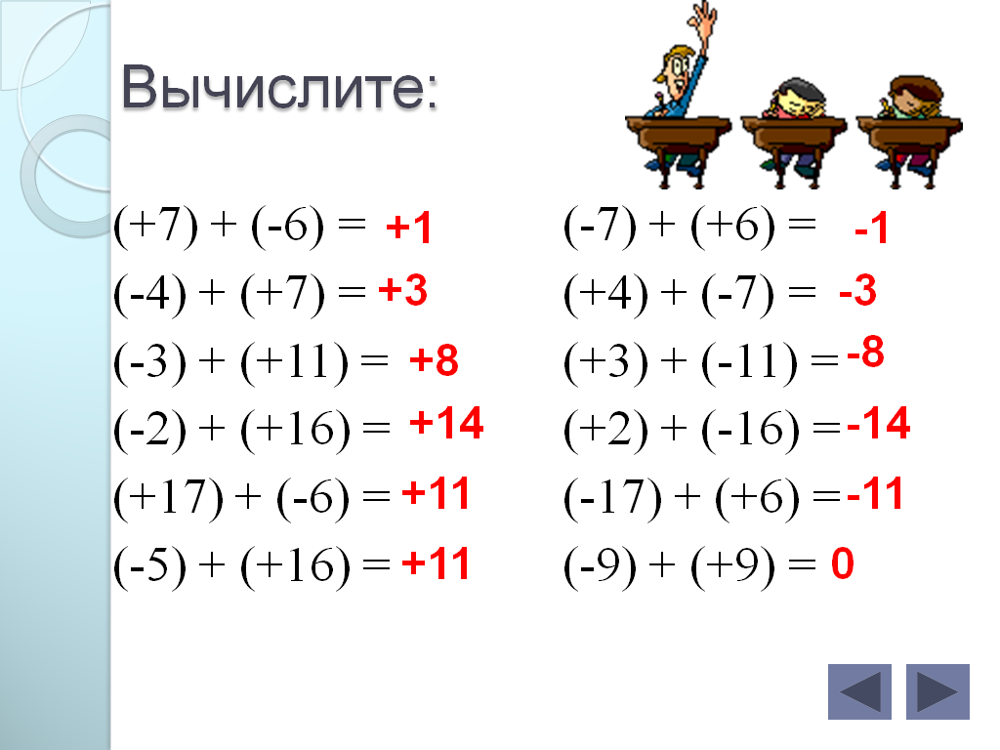 Вычислите:
(+7) + (-6) = +1
(-4) + (+7) = +3
(-3) + (+11) = +8
(-2) + (+16) = +14
(+17) + (-6) = +11
(-5) + (+16) = +11
(-7) + (+6) = -1
(+4) + (-7) = -3
(+3) + (-11) = -8
(+2) + (-16) = -14
(-17) + (+6) = -11
(-9) + (+9) = 0